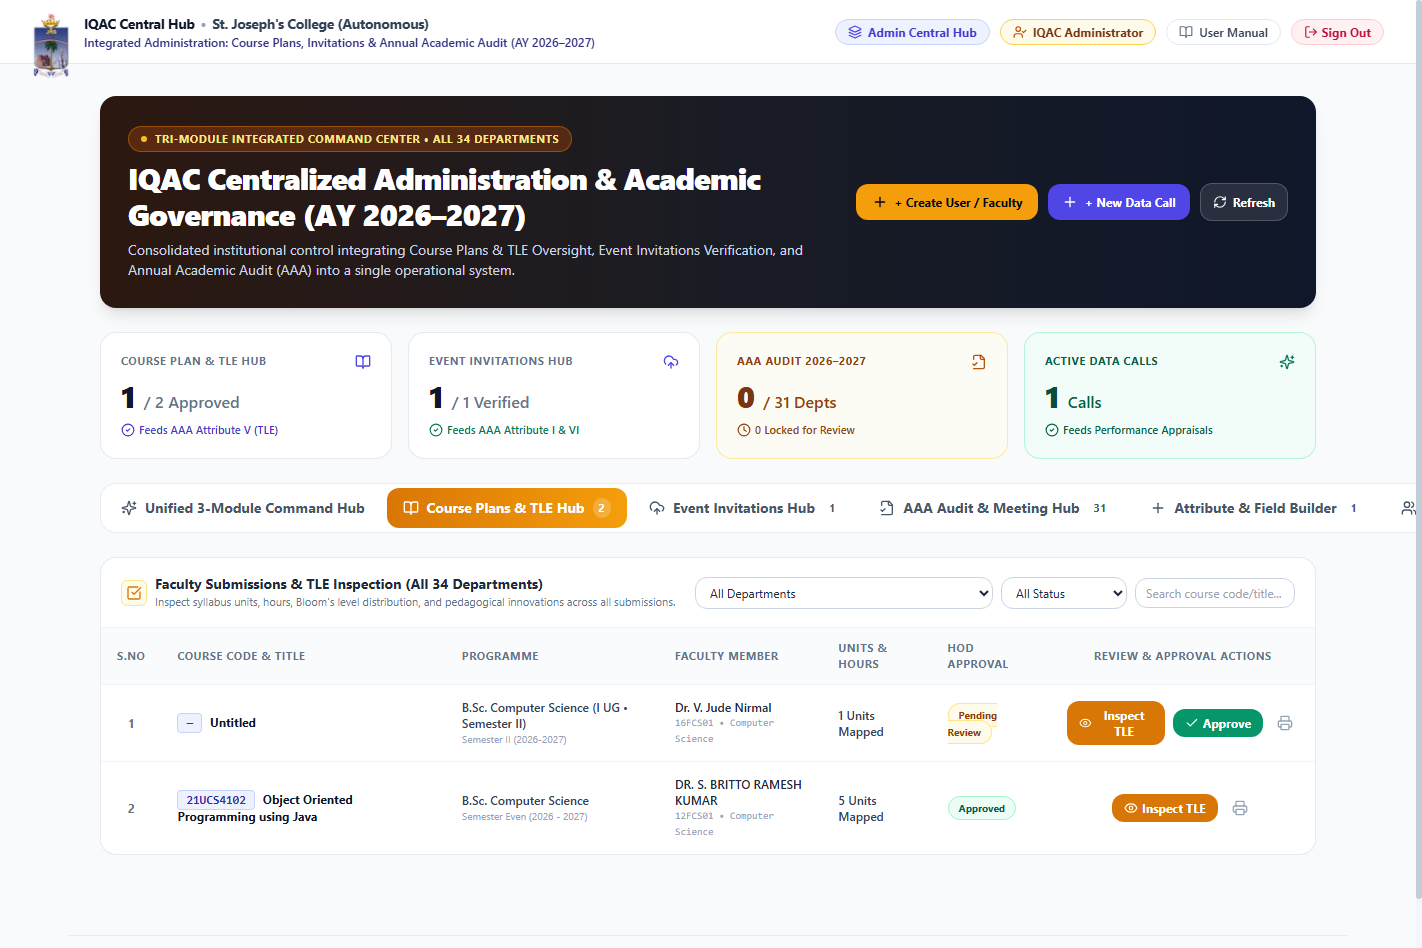 IQAC Central Hub • St. Joseph's College (Autonomous)
Integrated Administration: Course Plans, Invitations & Annual Academic Audit (AY 2026–2027)
Admin Central Hub
IQAC Administrator
User Manual
Sign Out
TRI-MODULE INTEGRATED COMMAND CENTER • ALL 34 DEPARTMENTS
IQAC Centralized Administration & Academic
Governance (AY 2026–2027)
Consolidated institutional control integrating Course Plans & TLE Oversight, Event Invitations Verification, and
Annual Academic Audit (AAA) into a single operational system.
+ Create User / Faculty
+ New Data Call
Refresh
COURSE PLAN & TLE HUB
1 / 2 Approved
Feeds AAA Attribute V (TLE)
EVENT INVITATIONS HUB
1 / 1 Verified
Feeds AAA Attribute I & VI
AAA AUDIT 2026–2027
0 / 31 Depts
0 Locked for Review
ACTIVE DATA CALLS
1 Calls
Feeds Performance Appraisals
Unified 3-Module Command Hub
Course Plans & TLE Hub 2
Event Invitations Hub 1
AAA Audit & Meeting Hub 31
Attribute & Field Builder 1
Faculty Submissions & TLE Inspection (All 34 Departments)
Inspect syllabus units, hours, Bloom's level distribution, and pedagogical innovations across all submissions.
All Departments
All Status
Search course code/title...
S.NO
COURSE CODE & TITLE
PROGRAMME
FACULTY MEMBER
UNITS &
HOURS
HOD
APPROVAL
REVIEW & APPROVAL ACTIONS
1
– Untitled
B.Sc. Computer Science (I UG •
Semester II)
Semester II (2026-2027)
Dr. V. Jude Nirmal
16FCS01 • Computer
Science
1 Units
Mapped
Pending
Review
Inspect
TLE
Approve
2
21UCS4102 Object Oriented
Programming using Java
B.Sc. Computer Science
Semester Even (2026 - 2027)
DR. S. BRITTO RAMESH
KUMAR
12FCS01 • Computer
Science
5 Units
Mapped
Approved
Inspect TLE